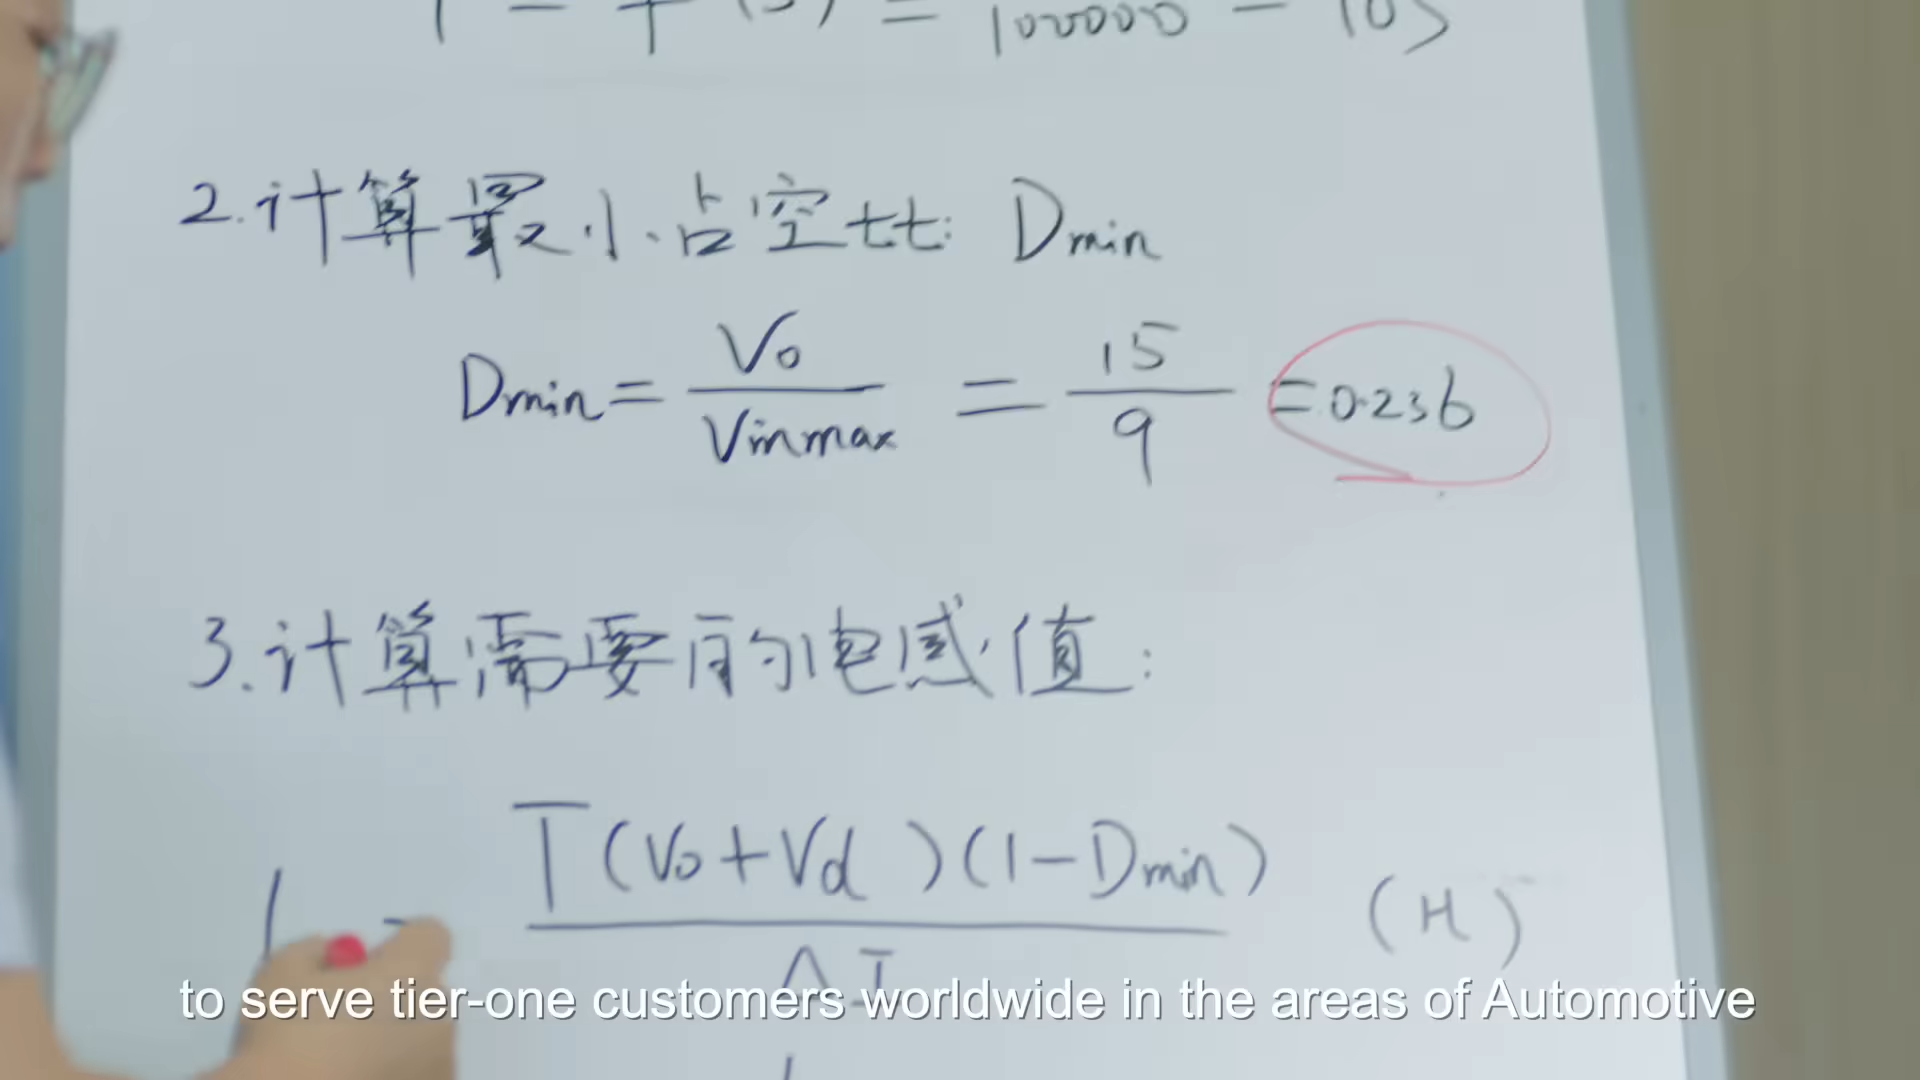 100000
2.计算最小占空比: Dmin
Dmin = Vo / Vinmax = 15 / 9 = 0.236
3.计算需要的电感值:
T(Vo+Vd)(1-Dmin) / ΔI (H)
to serve tier-one customers worldwide in the areas of Automotive